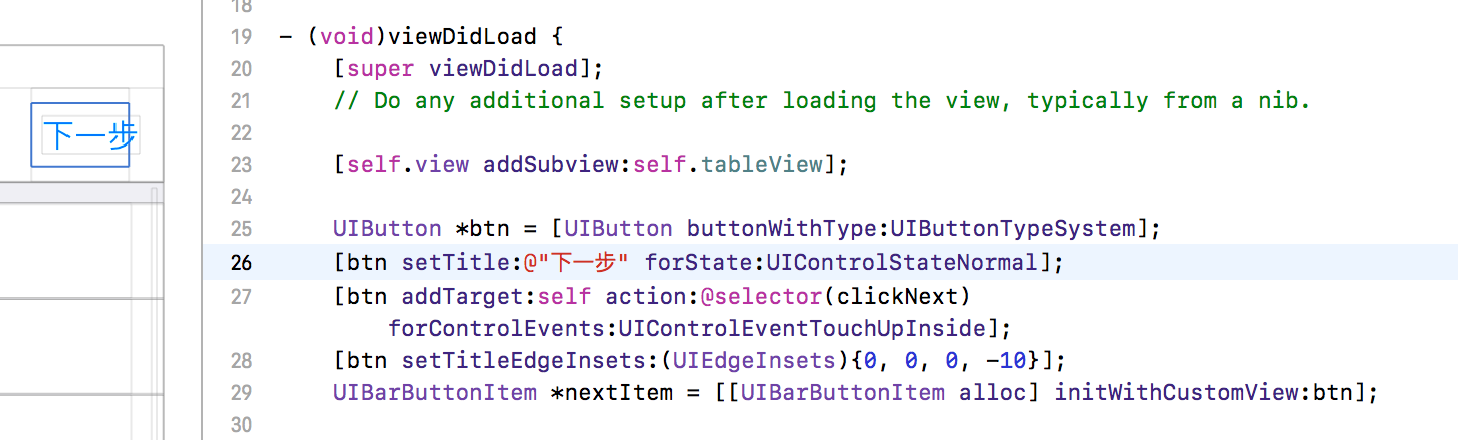 18
19 - (void)viewDidLoad {
20 [super viewDidLoad];
21 // Do any additional setup after loading the view, typically from a nib.
下一步
22
23 [self.view addSubview:self.tableView];
24
25 UIButton *btn = [UIButton buttonWithType:UIButtonTypeSystem];
26 [btn setTitle:@"下一步" forState:UIControlStateNormal];
27 [btn addTarget:self action:@selector(clickNext)
forControlEvents:UIControlEventTouchUpInside];
28 [btn setTitleEdgeInsets:(UIEdgeInsets){0, 0, 0, -10}];
29 UIBarButtonItem *nextItem = [[UIBarButtonItem alloc] initWithCustomView:btn];
30